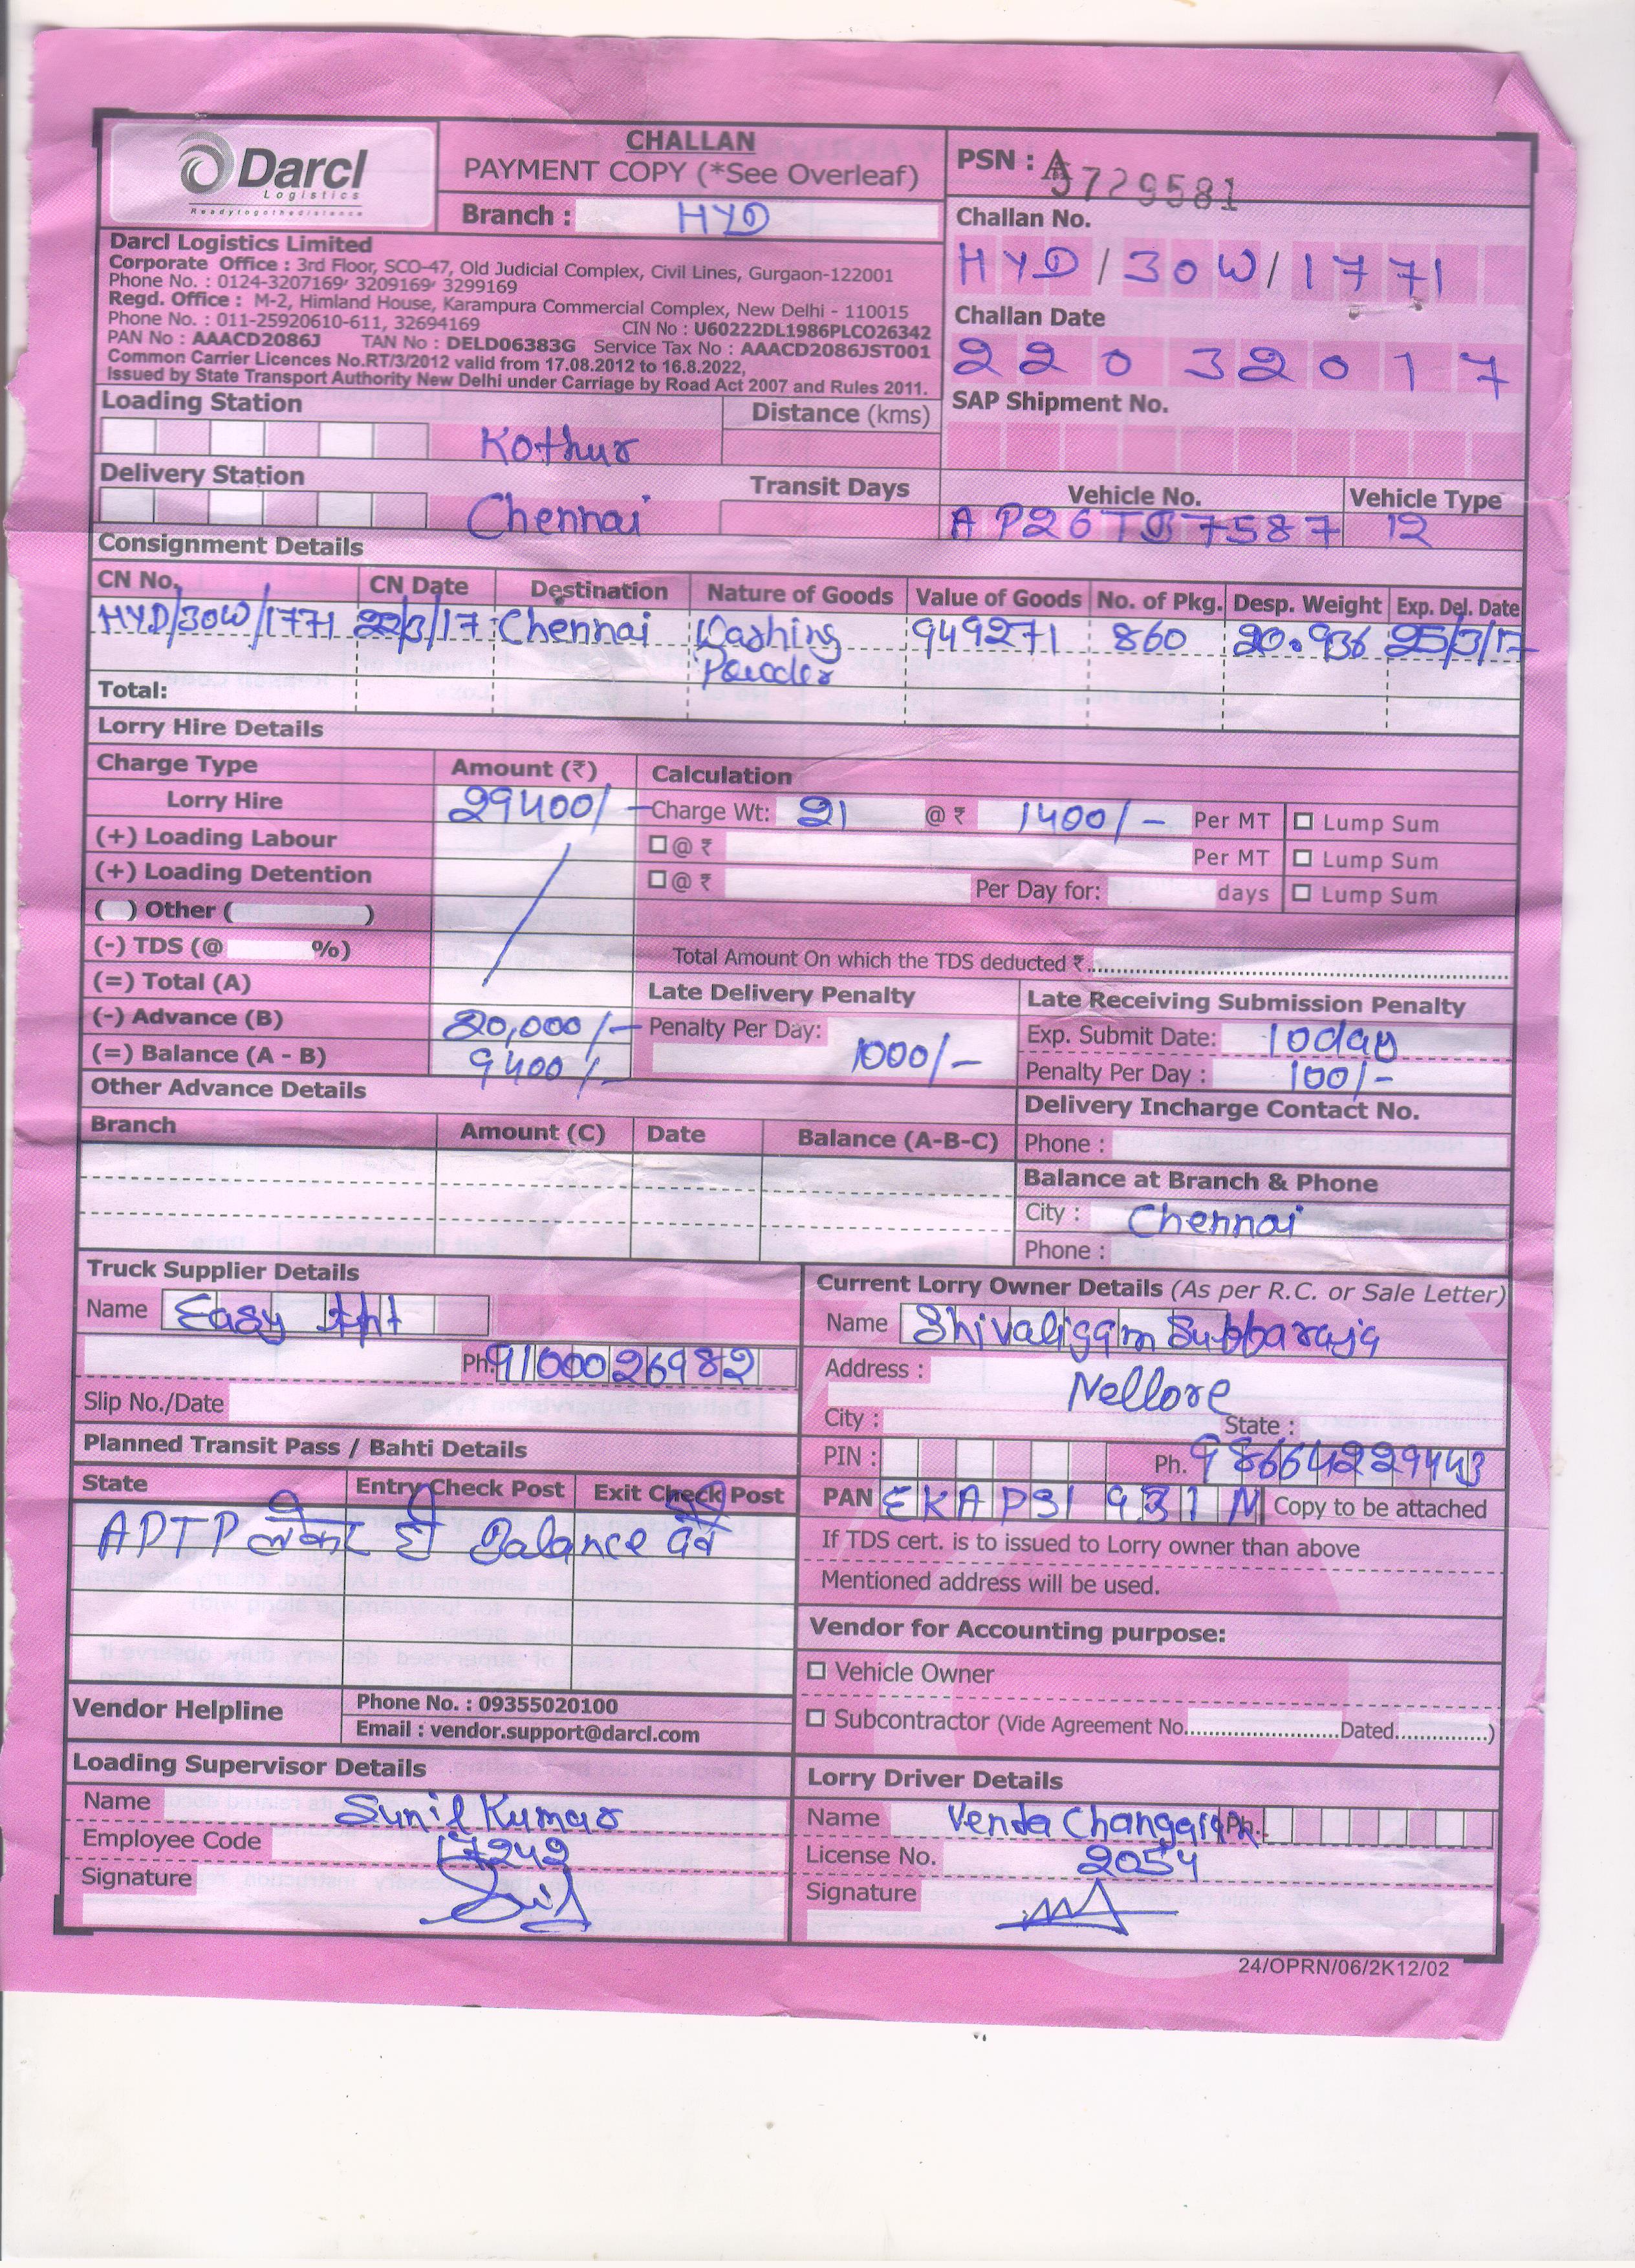 Darcl
Logistics
Readytogothedistance
CHALLAN
PAYMENT COPY (*See Overleaf)
Branch : HYD
PSN : A5729581
Challan No.
HYD/30W/1771
Challan Date
22032017
SAP Shipment No.
Darcl Logistics Limited
Corporate Office : 3rd Floor, SCO-47, Old Judicial Complex, Civil Lines, Gurgaon-122001
Phone No. : 0124-3207169, 3209169, 3299169
Regd. Office : M-2, Himland House, Karampura Commercial Complex, New Delhi - 110015
Phone No. : 011-25920610-611, 32694169 CIN No : U60222DL1986PLCO26342
PAN No : AAACD2086J TAN No : DELD06383G Service Tax No : AAACD2086JST001
Common Carrier Licences No.RT/3/2012 valid from 17.08.2012 to 16.8.2022,
Issued by State Transport Authority New Delhi under Carriage by Road Act 2007 and Rules 2011.
Loading Station Kothur
Distance (kms)
Delivery Station Chennai
Transit Days
Vehicle No. Vehicle Type
AP26TC7587 12
Consignment Details
CN No. CN Date Destination Nature of Goods Value of Goods No. of Pkg. Desp. Weight Exp. Del. Date
HYD/30W/1771 22/3/17 Chennai Washing Powder 949271 860 20.936 25/3/17
Total:
Lorry Hire Details
Charge Type Amount (₹) Calculation
Lorry Hire 29400/- Charge Wt: 21 @ ₹ 1400/- Per MT Lump Sum
(+) Loading Labour @ ₹ Per MT Lump Sum
(+) Loading Detention @ ₹ Per Day for: days Lump Sum
( ) Other ( )
(-) TDS (@ %) Total Amount On which the TDS deducted ₹
(=) Total (A) Late Delivery Penalty Late Receiving Submission Penalty
(-) Advance (B) 20,000/- Penalty Per Day: 1000/- Exp. Submit Date: 10day
(=) Balance (A - B) 9400/- Penalty Per Day : 100/-
Other Advance Details Delivery Incharge Contact No.
Branch Amount (C) Date Balance (A-B-C) Phone :
Balance at Branch & Phone
City : Chennai
Phone :
Truck Supplier Details
Name Easy tpt
Ph. 9100026982
Slip No./Date
Current Lorry Owner Details (As per R.C. or Sale Letter)
Name Shivaligam Subbaraja
Address : Nellore
City : State :
PIN : Ph. 98664229443
PAN EKAPS1931N Copy to be attached
If TDS cert. is to issued to Lorry owner than above
Mentioned address will be used.
Planned Transit Pass / Bahti Details
State Entry Check Post Exit Check Post
APTP लेकर ही Balance देवें
Vendor for Accounting purpose:
Vehicle Owner
Subcontractor (Vide Agreement No. Dated )
Vendor Helpline
Phone No. : 09355020100
Email : vendor.support@darcl.com
Loading Supervisor Details
Name Sunil Kumar
Employee Code 17242
Signature
Lorry Driver Details
Name Venda Ph.
License No. 2054
Signature
24/OPRN/06/2K12/02